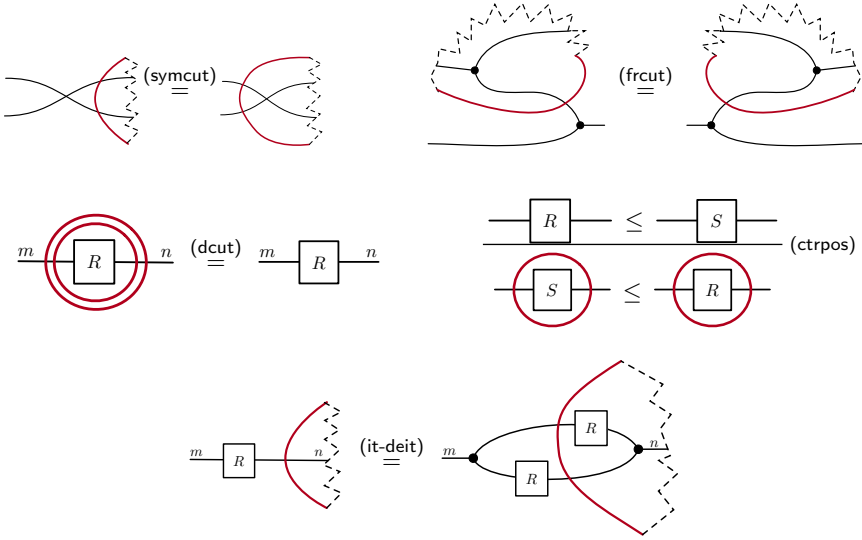 (symcut)
=
(frcut)
=
m R n (dcut) = m R n
R ≤ S
(ctrpos)
S ≤ R
m R n (it-deit) = m R R n